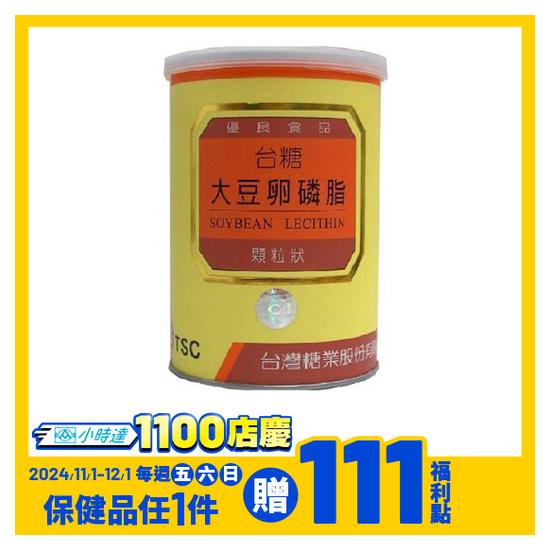 優良食品
台糖
大豆卵磷脂
SOYBEAN LECITHIN
顆粒狀
TSC
台灣糖業股份有
小時達
1100店慶
2024/11/1-12/1 每週五六日
保健品任1件
贈
111
福利點